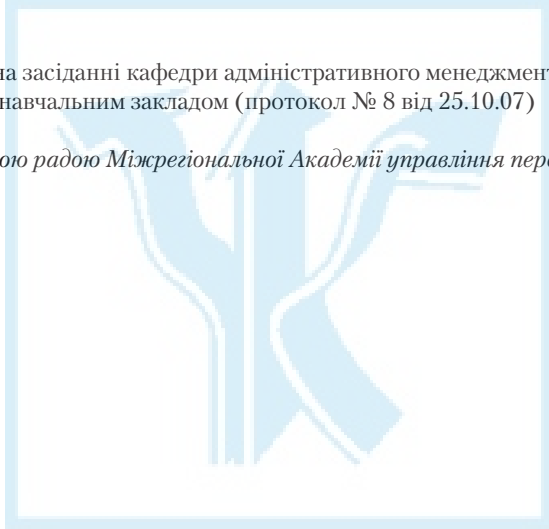 на засіданні кафедри адміністративного менеджмент
навчальним закладом (протокол № 8 від 25.10.07)
ою радою Міжрегіональної Академії управління пер